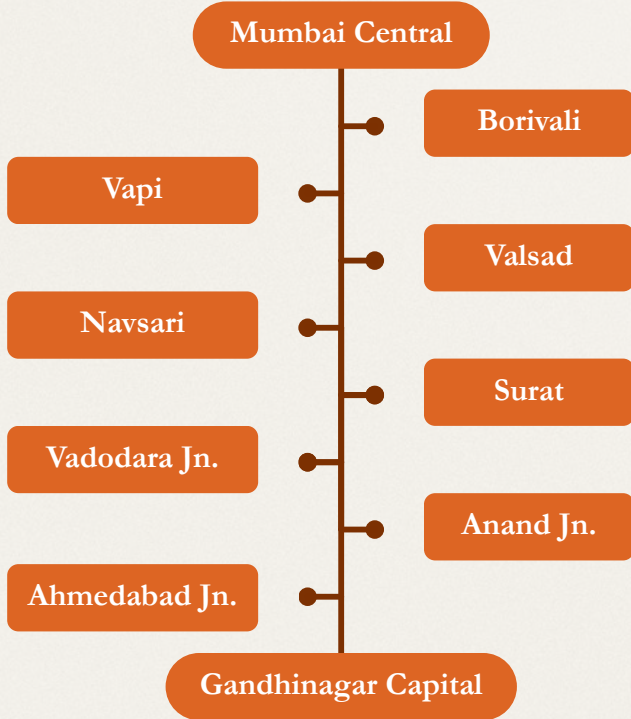 Mumbai Central
Borivali
Vapi
Valsad
Navsari
Surat
Vadodara Jn.
Anand Jn.
Ahmedabad Jn.
Gandhinagar Capital